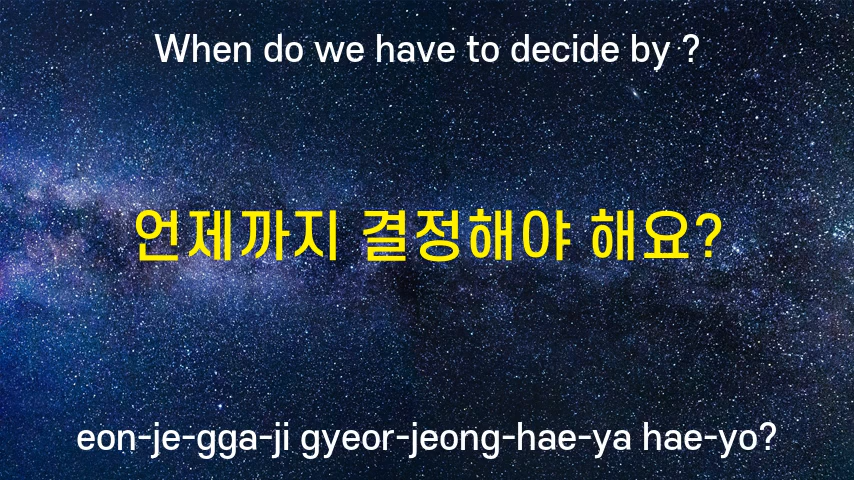 When do we have to decide by ?
언제까지 결정해야 해요?
eon-je-gga-ji gyeor-jeong-hae-ya hae-yo?